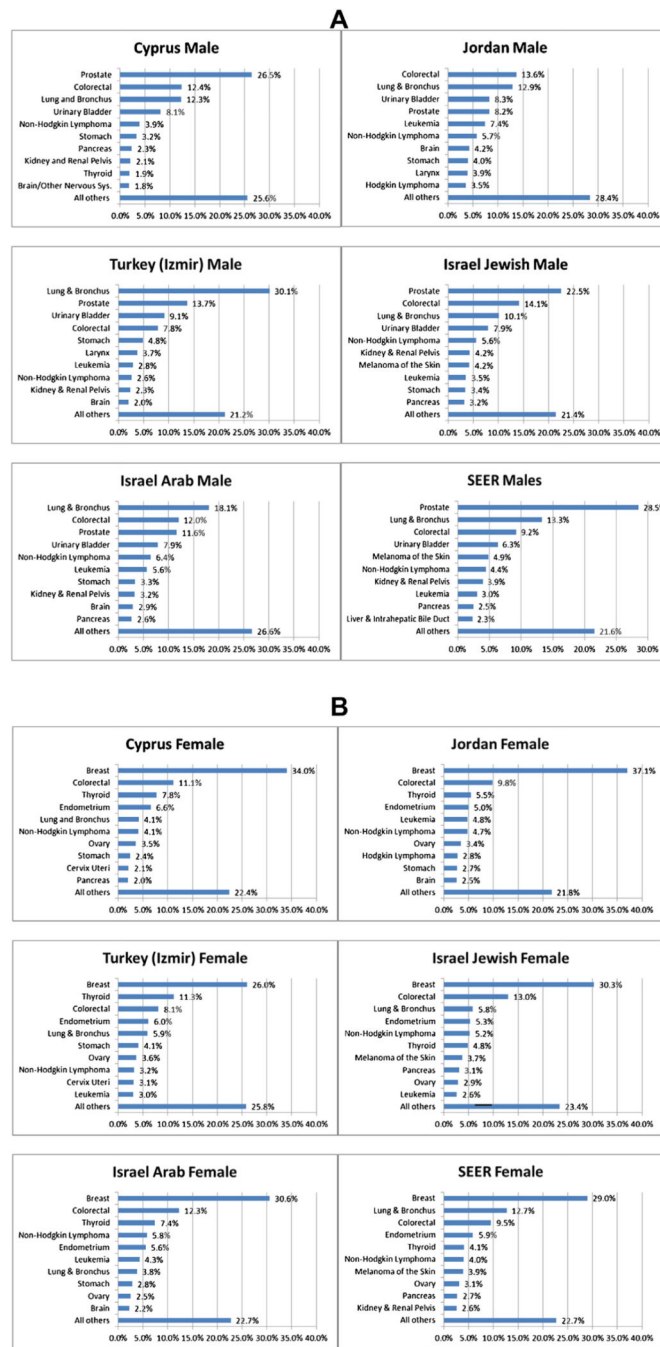 A
Cyprus Male
Prostate 26.5%
Colorectal 12.4%
Lung and Bronchus 12.3%
Urinary Bladder 8.1%
Non-Hodgkin Lymphoma 3.9%
Stomach 3.2%
Pancreas 2.3%
Kidney and Renal Pelvis 2.1%
Thyroid 1.9%
Brain/Other Nervous Sys. 1.8%
All others 25.6%
0.0% 5.0% 10.0% 15.0% 20.0% 25.0% 30.0% 35.0% 40.0%
Jordan Male
Colorectal 13.6%
Lung & Bronchus 12.9%
Urinary Bladder 8.3%
Prostate 8.2%
Leukemia 7.4%
Non-Hodgkin Lymphoma 5.7%
Brain 4.2%
Stomach 4.0%
Larynx 3.9%
Hodgkin Lymphoma 3.5%
All others 28.4%
0.0% 5.0% 10.0% 15.0% 20.0% 25.0% 30.0% 35.0% 40.0%
Turkey (Izmir) Male
Lung & Bronchus 30.1%
Prostate 13.7%
Urinary Bladder 9.1%
Colorectal 7.8%
Stomach 4.8%
Larynx 3.7%
Leukemia 2.8%
Non-Hodgkin Lymphoma 2.6%
Kidney & Renal Pelvis 2.3%
Brain 2.0%
All others 21.2%
0.0% 5.0% 10.0% 15.0% 20.0% 25.0% 30.0% 35.0% 40.0%
Israel Jewish Male
Prostate 22.5%
Colorectal 14.1%
Lung & Bronchus 10.1%
Urinary Bladder 7.9%
Non-Hodgkin Lymphoma 5.6%
Kidney & Renal Pelvis 4.2%
Melanoma of the Skin 4.2%
Leukemia 3.5%
Stomach 3.4%
Pancreas 3.2%
All others 21.4%
0.0% 5.0% 10.0% 15.0% 20.0% 25.0% 30.0% 35.0% 40.0%
Israel Arab Male
Lung & Bronchus 18.1%
Colorectal 12.0%
Prostate 11.6%
Urinary Bladder 7.9%
Non-Hodgkin Lymphoma 6.4%
Leukemia 5.6%
Stomach 3.3%
Kidney & Renal Pelvis 3.2%
Brain 2.9%
Pancreas 2.6%
All others 26.6%
0.0% 5.0% 10.0% 15.0% 20.0% 25.0% 30.0% 35.0% 40.0%
SEER Males
Prostate 28.5%
Lung & Bronchus 13.3%
Colorectal 9.2%
Urinary Bladder 6.3%
Melanoma of the Skin 4.9%
Non-Hodgkin Lymphoma 4.4%
Kidney & Renal Pelvis 3.9%
Leukemia 3.0%
Pancreas 2.5%
Liver & Intrahepatic Bile Duct 2.3%
All others 21.6%
0.0% 5.0% 10.0% 15.0% 20.0% 25.0% 30.0%
B
Cyprus Female
Breast 34.0%
Colorectal 11.1%
Thyroid 7.8%
Endometrium 6.6%
Lung and Bronchus 4.1%
Non-Hodgkin Lymphoma 4.1%
Ovary 3.5%
Stomach 2.4%
Cervix Uteri 2.1%
Pancreas 2.0%
All others 22.4%
0.0% 5.0% 10.0% 15.0% 20.0% 25.0% 30.0% 35.0% 40.0%
Jordan Female
Breast 37.1%
Colorectal 9.8%
Thyroid 5.5%
Endometrium 5.0%
Leukemia 4.8%
Non-Hodgkin Lymphoma 4.7%
Ovary 3.4%
Hodgkin Lymphoma 2.8%
Stomach 2.7%
Brain 2.5%
All others 21.8%
0.0% 5.0% 10.0% 15.0% 20.0% 25.0% 30.0% 35.0% 40.0%
Turkey (Izmir) Female
Breast 26.0%
Thyroid 11.3%
Colorectal 8.1%
Endometrium 6.0%
Lung & Bronchus 5.9%
Stomach 4.1%
Ovary 3.6%
Non-Hodgkin Lymphoma 3.2%
Cervix Uteri 3.1%
Leukemia 3.0%
All others 25.8%
0.0% 5.0% 10.0% 15.0% 20.0% 25.0% 30.0% 35.0% 40.0%
Israel Jewish Female
Breast 30.3%
Colorectal 13.0%
Lung & Bronchus 5.8%
Endometrium 5.3%
Non-Hodgkin Lymphoma 5.2%
Thyroid 4.8%
Melanoma of the Skin 3.7%
Pancreas 3.1%
Ovary 2.9%
Leukemia 2.6%
All others 23.4%
0.0% 5.0% 10.0% 15.0% 20.0% 25.0% 30.0% 35.0% 40.0%
Israel Arab Female
Breast 30.6%
Colorectal 12.3%
Thyroid 7.4%
Non-Hodgkin Lymphoma 5.8%
Endometrium 5.6%
Leukemia 4.3%
Lung & Bronchus 3.8%
Stomach 2.8%
Ovary 2.5%
Brain 2.2%
All others 22.7%
0.0% 5.0% 10.0% 15.0% 20.0% 25.0% 30.0% 35.0% 40.0%
SEER Female
Breast 29.0%
Lung & Bronchus 12.7%
Colorectal 9.5%
Endometrium 5.9%
Thyroid 4.1%
Non-Hodgkin Lymphoma 4.0%
Melanoma of the Skin 3.9%
Ovary 3.1%
Pancreas 2.7%
Kidney & Renal Pelvis 2.6%
All others 22.7%
0.0% 5.0% 10.0% 15.0% 20.0% 25.0% 30.0% 35.0% 40.0%